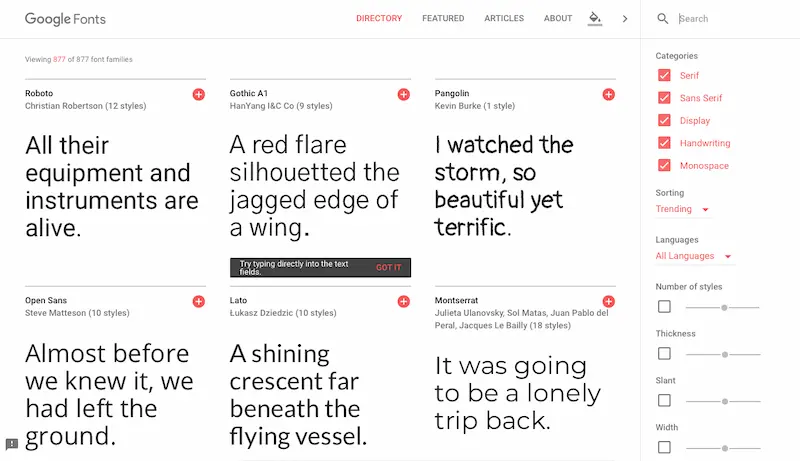 Google Fonts
DIRECTORY FEATURED ARTICLES ABOUT
Search
Viewing 877 of 877 font families
Roboto
Christian Robertson (12 styles)
All their
equipment and
instruments are
alive.
Gothic A1
HanYang I&C Co (9 styles)
A red flare
silhouetted the
jagged edge of
a wing.
Pangolin
Kevin Burke (1 style)
I watched the
storm, so
beautiful yet
terrific.
Try typing directly into the text
fields.
GOT IT
Open Sans
Steve Matteson (10 styles)
Almost before
we knew it, we
had left the
ground.
Lato
Łukasz Dziedzic (10 styles)
A shining
crescent far
beneath the
flying vessel.
Montserrat
Julieta Ulanovsky, Sol Matas, Juan Pablo del
Peral, Jacques Le Bailly (18 styles)
It was going
to be a lonely
trip back.
Categories
Serif
Sans Serif
Display
Handwriting
Monospace
Sorting
Trending
Languages
All Languages
Number of styles
Thickness
Slant
Width